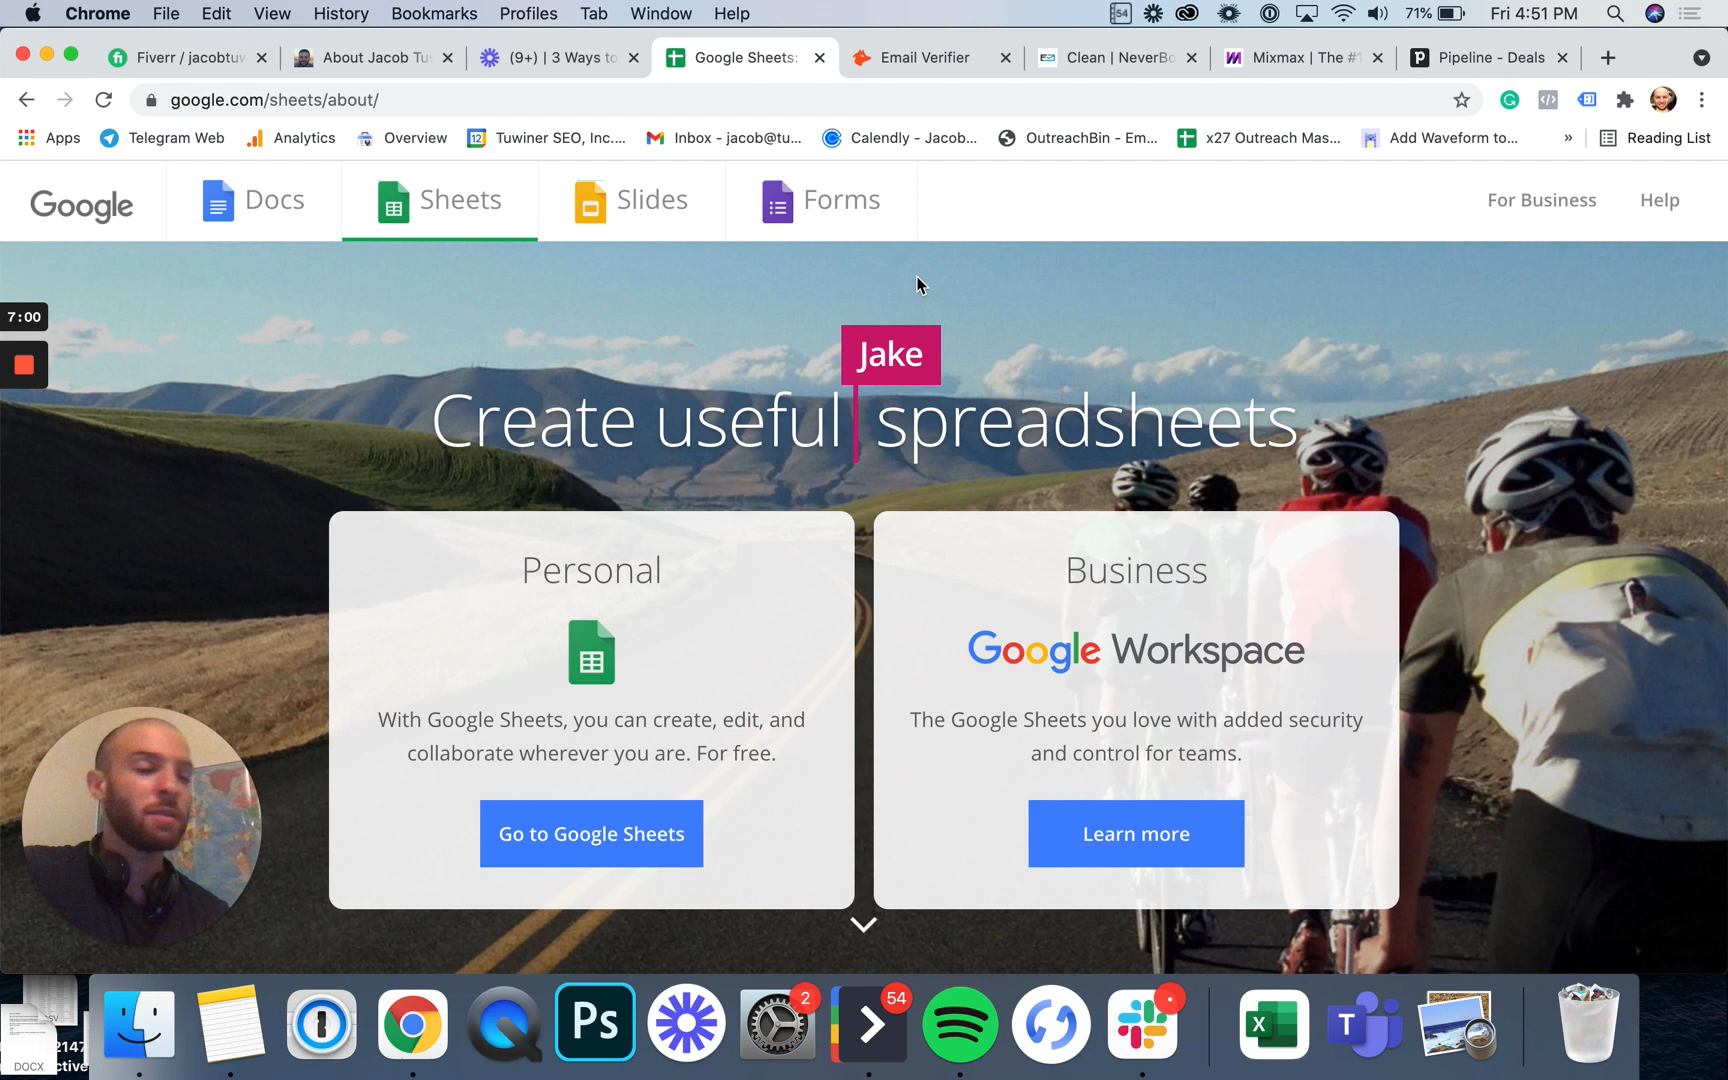 Chrome File Edit View History Bookmarks Profiles Tab Window Help 54 71% Fri 4:51 PM
Fiverr / jacobtuw About Jacob Tu (9+) | 3 Ways to Google Sheets: Email Verifier Clean | NeverBo Mixmax | The #1 Pipeline - Deals
google.com/sheets/about/
Apps Telegram Web Analytics Overview 12 Tuwiner SEO, Inc.... Inbox - jacob@tu... Calendly - Jacob... OutreachBin - Em... x27 Outreach Mas... Add Waveform to... » Reading List
Google Docs Sheets Slides Forms For Business Help
7:00
Jake
Create useful spreadsheets
Personal
With Google Sheets, you can create, edit, and
collaborate wherever you are. For free.
Go to Google Sheets
Business
Google Workspace
The Google Sheets you love with added security
and control for teams.
Learn more
Ps 2 54 X T
2147
DOCX ctive